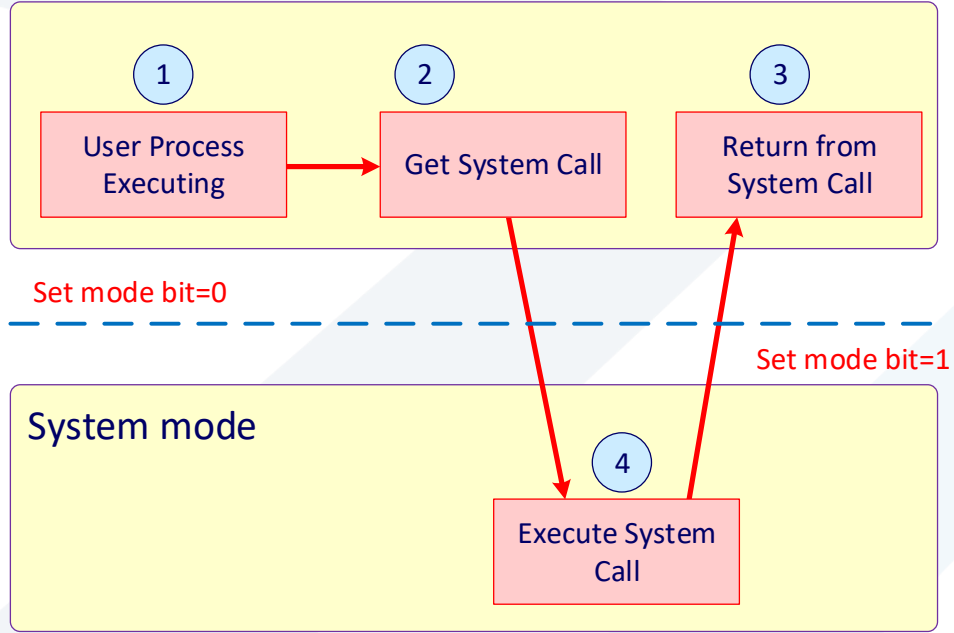 1
2
3
User Process
Executing
Get System Call
Return from
System Call
Set mode bit=0
Set mode bit=1
System mode
4
Execute System
Call